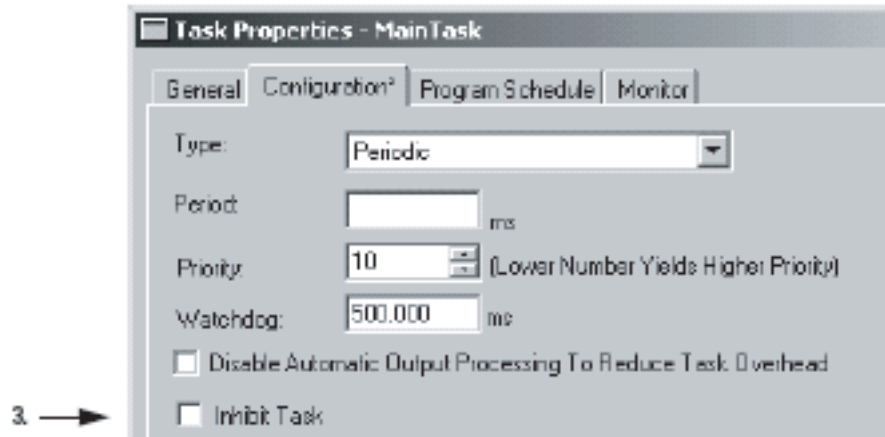 Task Properties - MainTask
General Configuration* Program Schedule Monitor
Type: Periodic
Period: ms
Priority: 10 (Lower Number Yields Higher Priority)
Watchdog: 500.000 ms
Disable Automatic Output Processing To Reduce Task Overhead
3. Inhibit Task